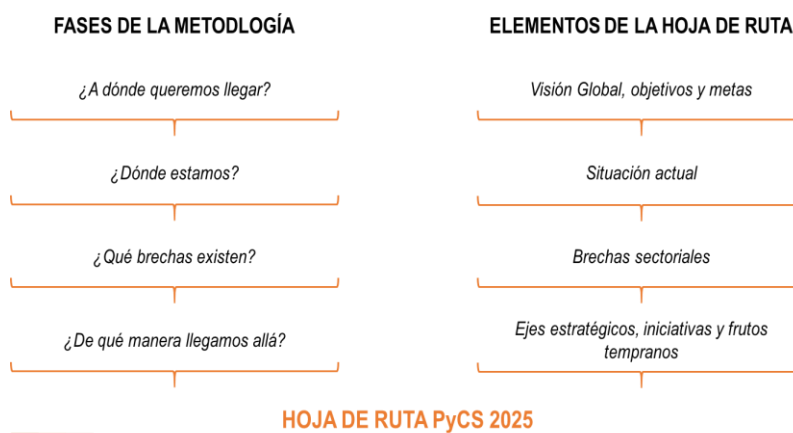 FASES DE LA METODLOGÍA
ELEMENTOS DE LA HOJA DE RUTA
¿A dónde queremos llegar?
Visión Global, objetivos y metas
¿Dónde estamos?
Situación actual
¿Qué brechas existen?
Brechas sectoriales
¿De qué manera llegamos allá?
Ejes estratégicos, iniciativas y frutos
tempranos
HOJA DE RUTA PyCS 2025